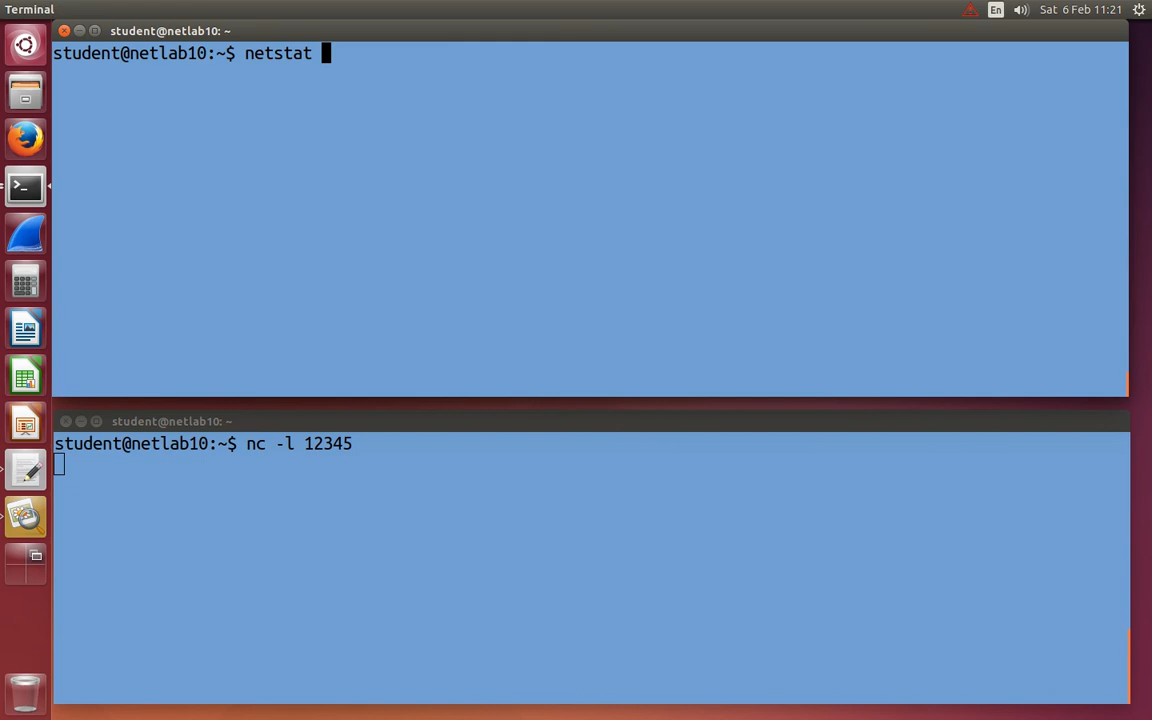 Terminal
En
Sat 6 Feb 11:21
student@netlab10: ~
student@netlab10:~$ netstat
student@netlab10: ~
student@netlab10:~$ nc -l 12345